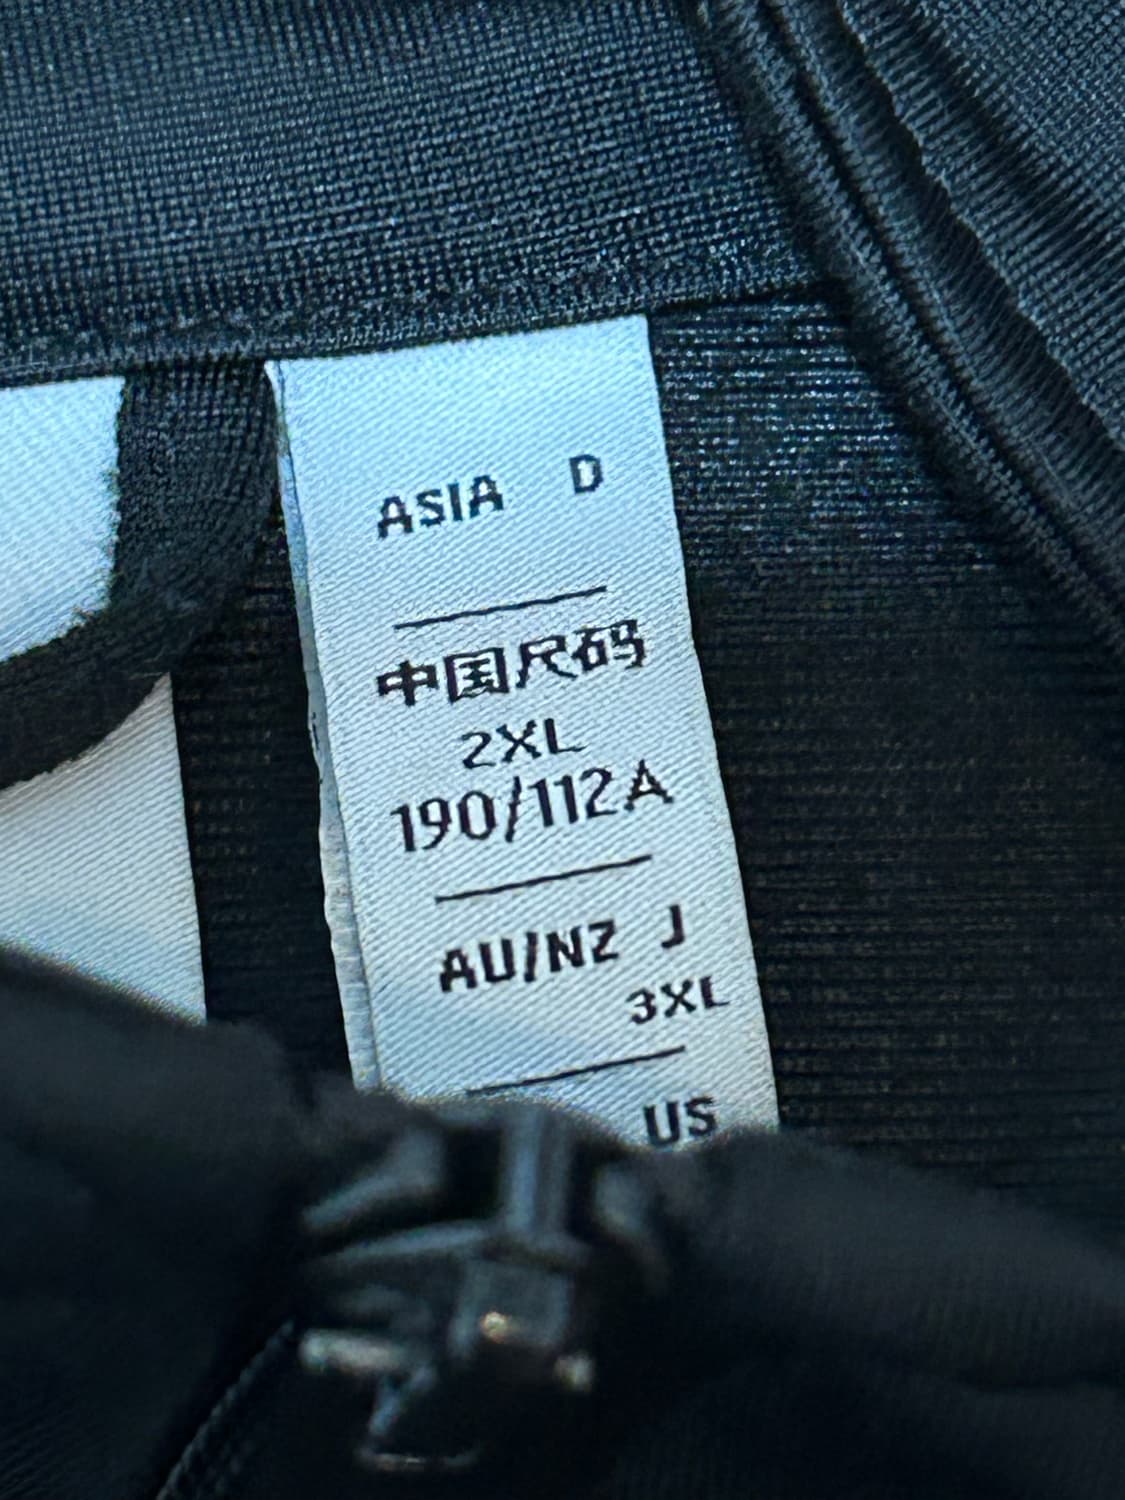 ASIA D
中国尺码
2XL
190/112A
AU/NZ J
3XL
US